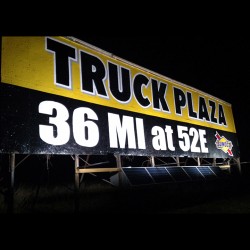 TRUCK PLAZA
36 MI at 52E